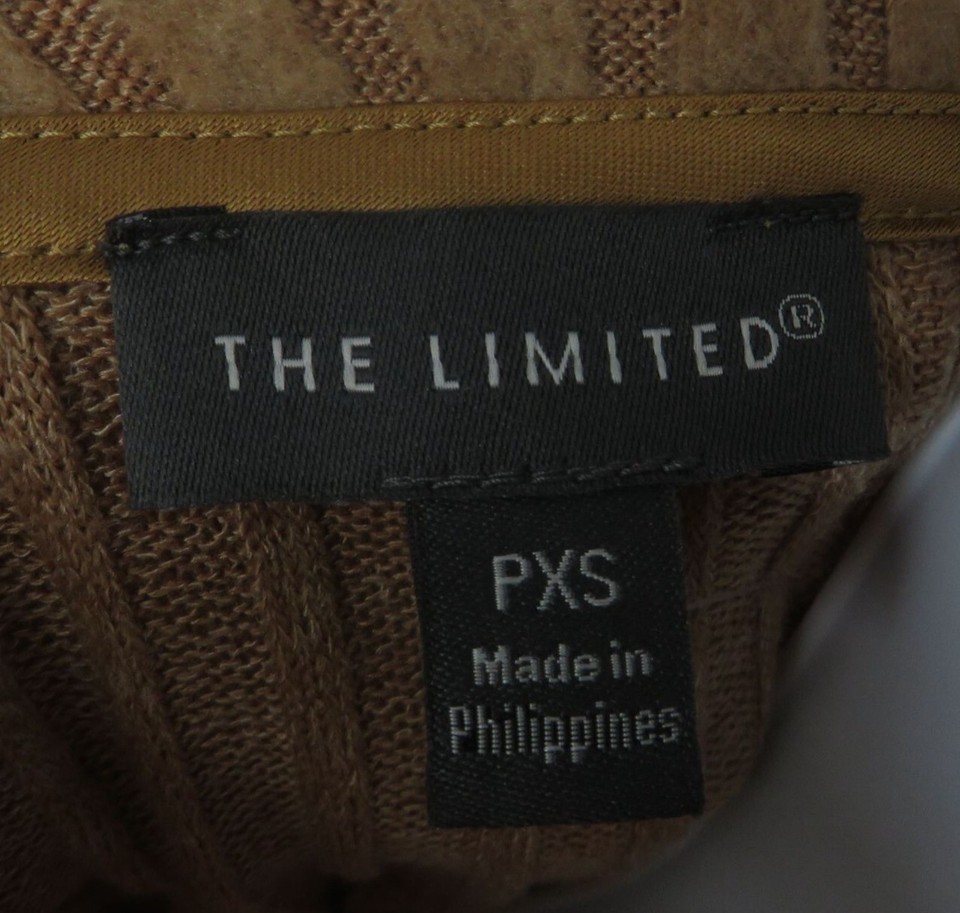 THE LIMITED®
PXS
Made in
Philippines